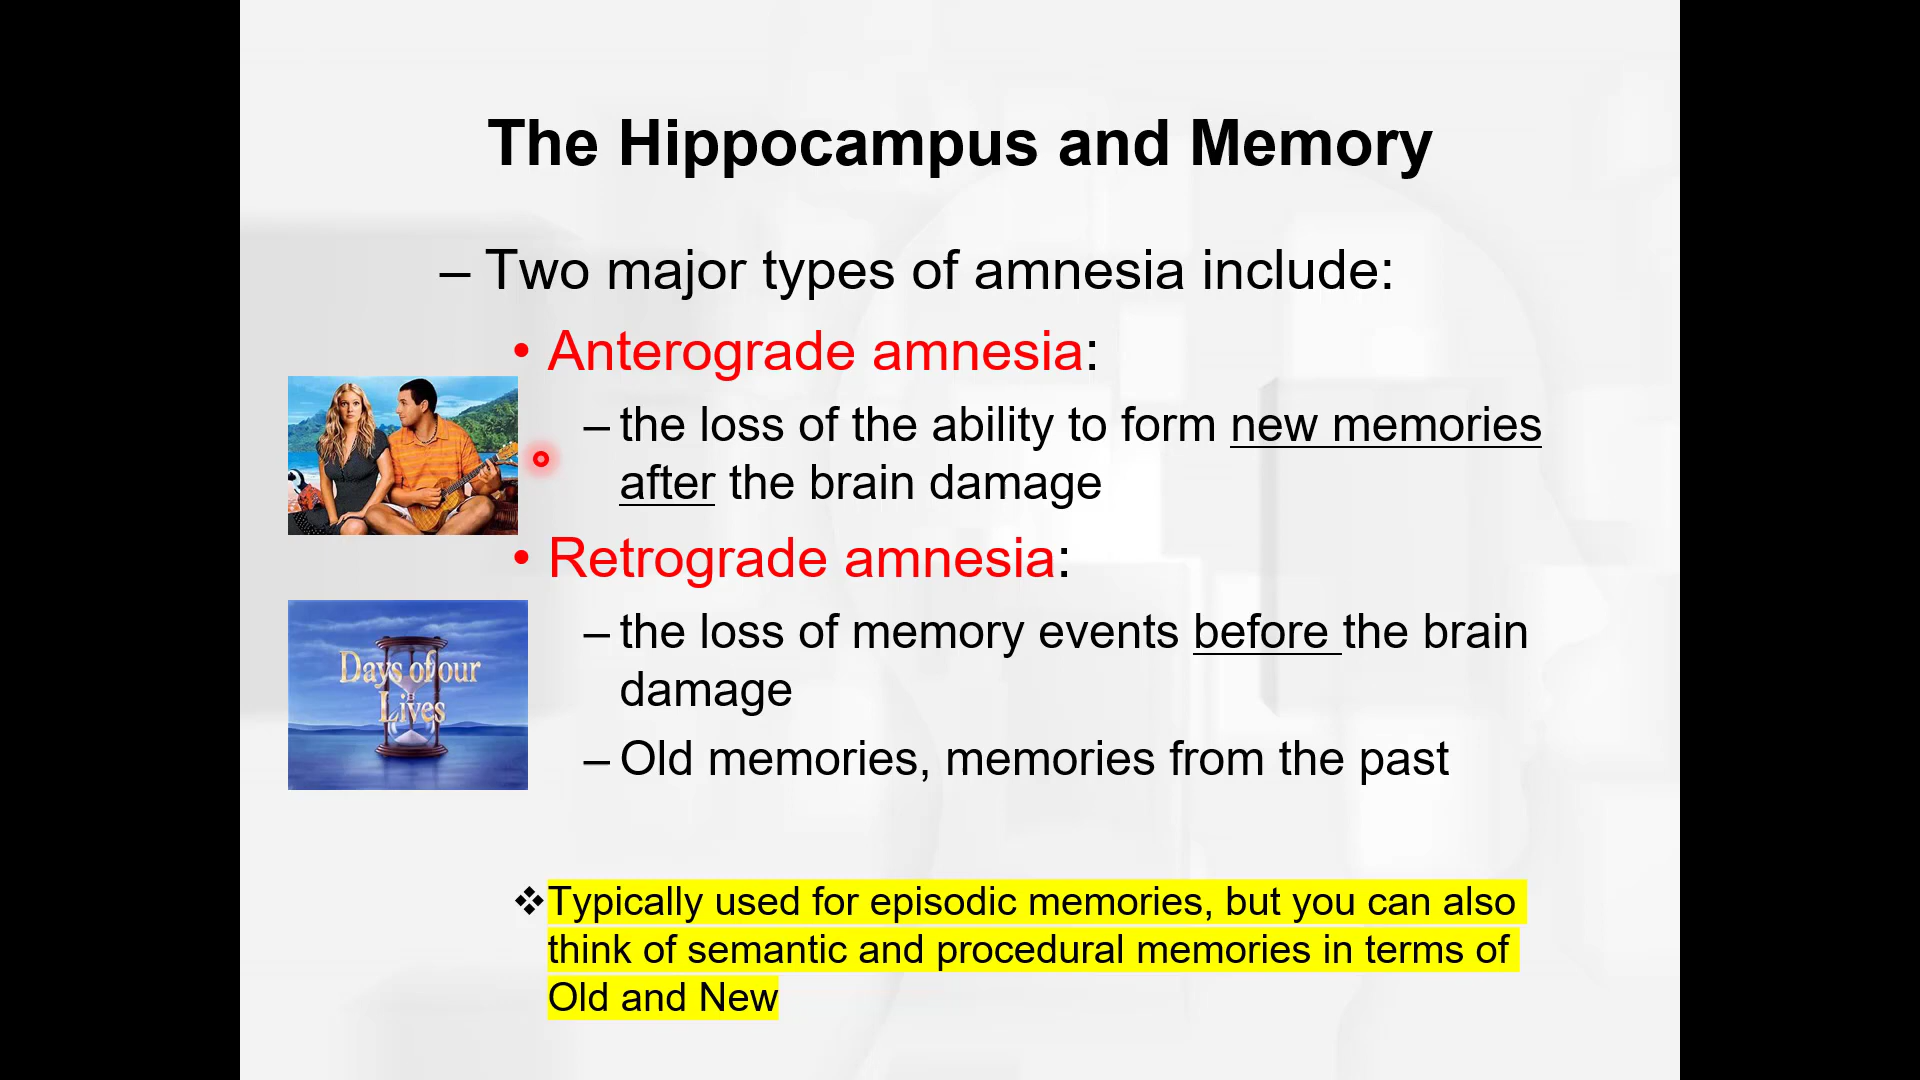 The Hippocampus and Memory
– Two major types of amnesia include:
• Anterograde amnesia:
– the loss of the ability to form new memories
after the brain damage
• Retrograde amnesia:
– the loss of memory events before the brain
damage
– Old memories, memories from the past
Days of our
Lives
❖Typically used for episodic memories, but you can also
think of semantic and procedural memories in terms of
Old and New